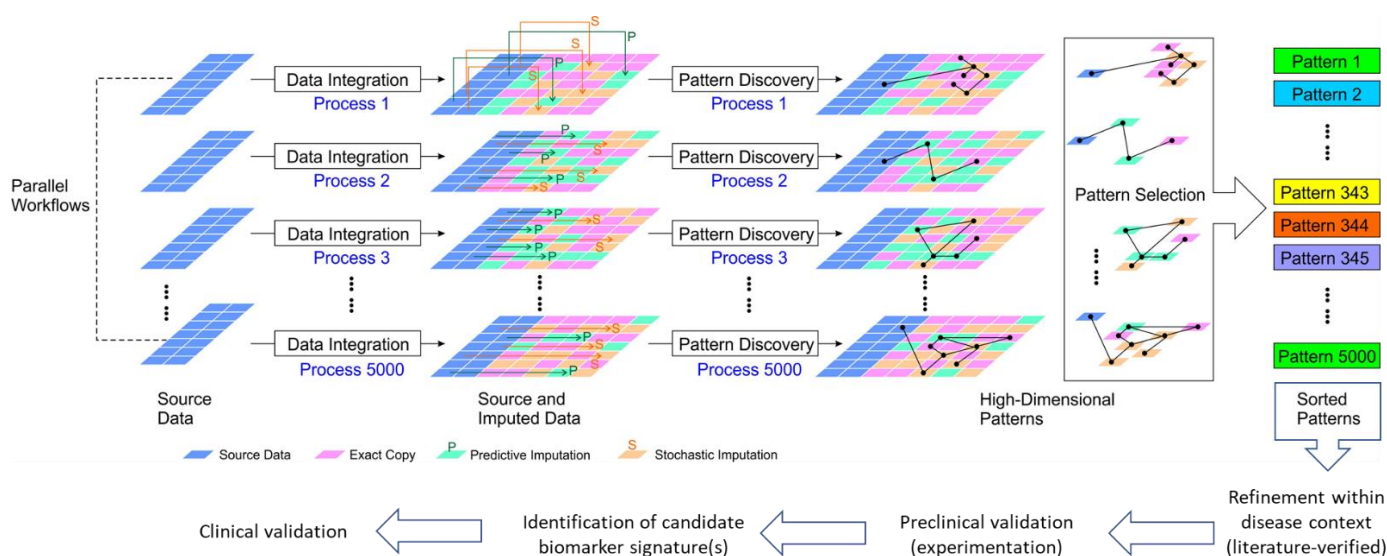 Parallel
Workflows
Source
Data
Data Integration
Process 1
Data Integration
Process 2
Data Integration
Process 3
Data Integration
Process 5000
S
P
S
P
S
P
P
S
P
S
P
S
P
S
P
P
S
P
S
P
S
P
Source and
Imputed Data
Pattern Discovery
Process 1
Pattern Discovery
Process 2
Pattern Discovery
Process 3
Pattern Discovery
Process 5000
High-Dimensional
Patterns
Pattern Selection
Pattern 1
Pattern 2
Pattern 343
Pattern 344
Pattern 345
Pattern 5000
Sorted
Patterns
Source Data
Exact Copy
P
Predictive Imputation
S
Stochastic Imputation
Refinement within
disease context
(literature-verified)
Preclinical validation
(experimentation)
Identification of candidate
biomarker signature(s)
Clinical validation